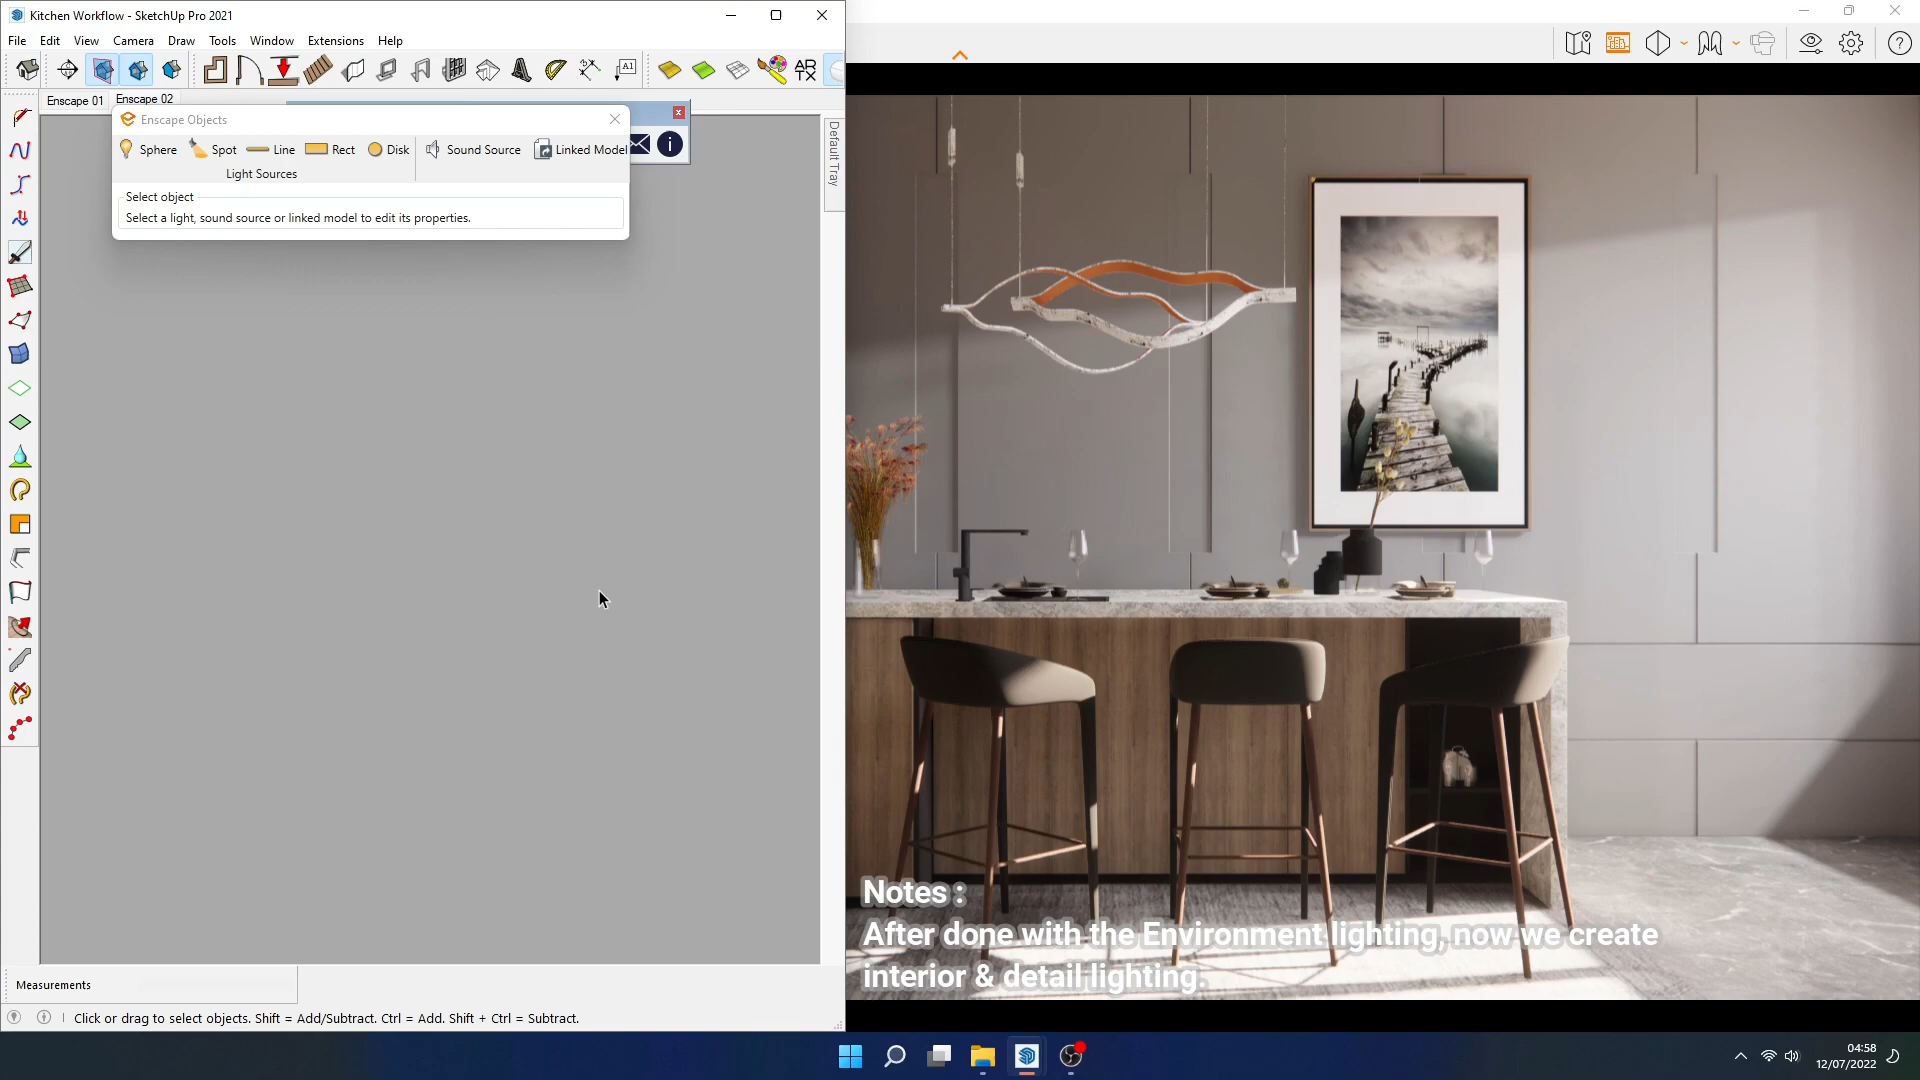 Kitchen Workflow - SketchUp Pro 2021
File Edit View Camera Draw Tools Window Extensions Help
A1
AR
TX
Enscape 01 Enscape 02
Enscape Objects
Sphere Spot Line Rect Disk Sound Source Linked Model
Light Sources
Select object
Select a light, sound source or linked model to edit its properties.
Default Tray
Notes :
After done with the Environment lighting, now we create
interior & detail lighting.
Measurements
Click or drag to select objects. Shift = Add/Subtract. Ctrl = Add. Shift + Ctrl = Subtract.
04:58
12/07/2022